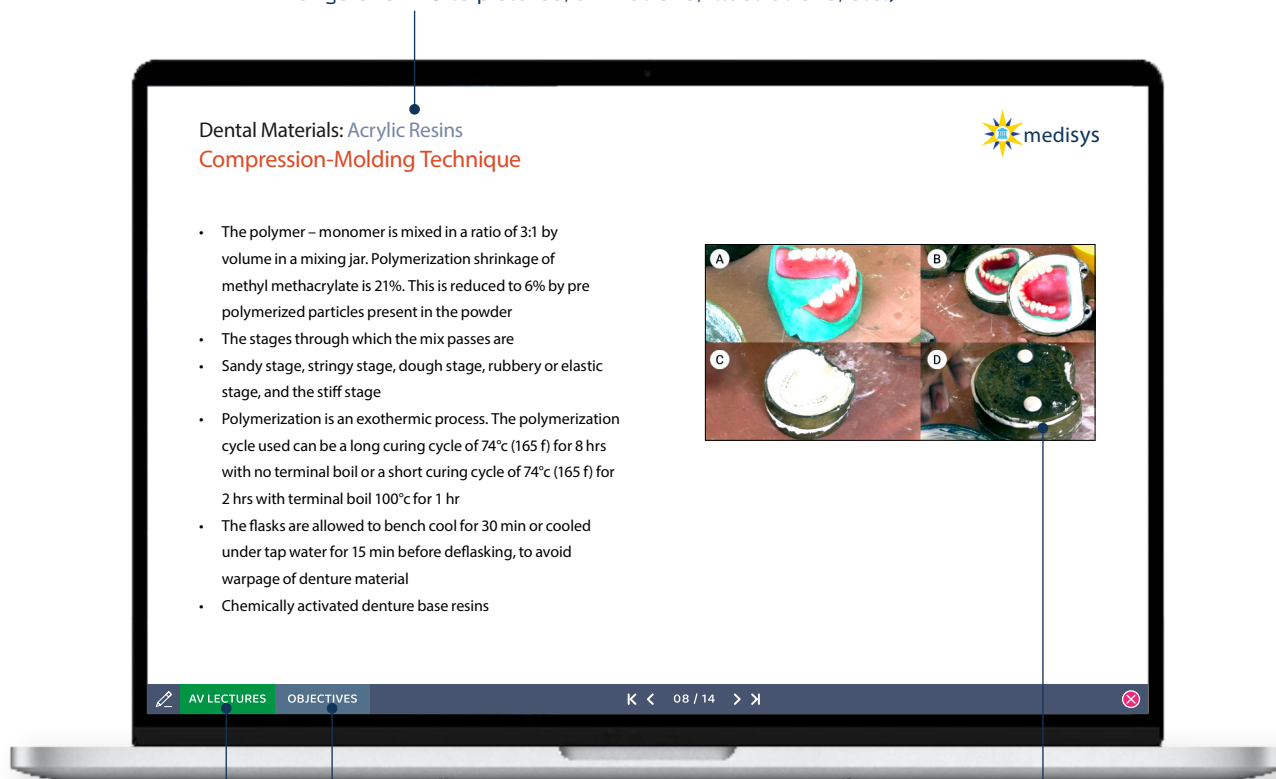 Dental Materials: Acrylic Resins
medisys
Compression-Molding Technique
• The polymer – monomer is mixed in a ratio of 3:1 by
volume in a mixing jar. Polymerization shrinkage of
methyl methacrylate is 21%. This is reduced to 6% by pre
polymerized particles present in the powder
• The stages through which the mix passes are
• Sandy stage, stringy stage, dough stage, rubbery or elastic
stage, and the stiff stage
• Polymerization is an exothermic process. The polymerization
cycle used can be a long curing cycle of 74°c (165 f) for 8 hrs
with no terminal boil or a short curing cycle of 74°c (165 f) for
2 hrs with terminal boil 100°c for 1 hr
• The flasks are allowed to bench cool for 30 min or cooled
under tap water for 15 min before deflasking, to avoid
warpage of denture material
• Chemically activated denture base resins
A
B
C
D
AV LECTURES OBJECTIVES 08 / 14